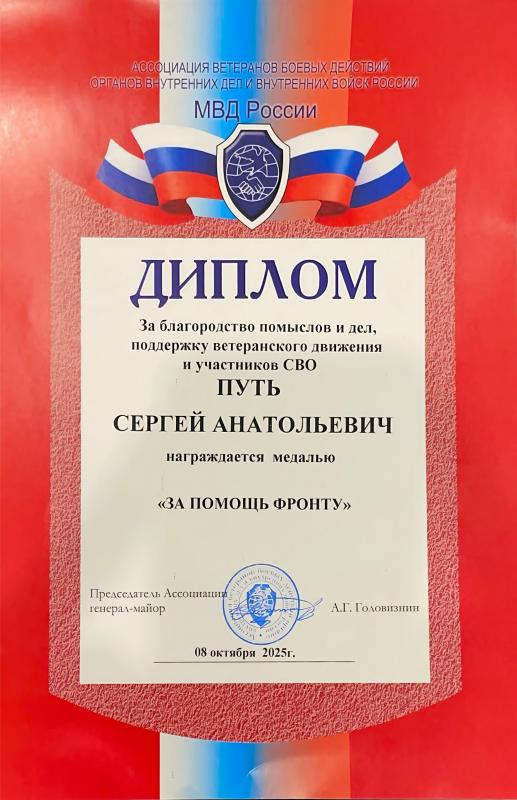 АССОЦИАЦИЯ ВЕТЕРАНОВ БОЕВЫХ ДЕЙСТВИЙ
ОРГАНОВ ВНУТРЕННИХ ДЕЛ И ВНУТРЕННИХ ВОЙСК РОССИИ
МВД России
ДИПЛОМ
За благородство помыслов и дел,
поддержку ветеранского движения
и участников СВО
ПУТЬ
СЕРГЕЙ АНАТОЛЬЕВИЧ
награждается медалью
«ЗА ПОМОЩЬ ФРОНТУ»
Председатель Ассоциации
генерал-майор
А.Г. Головизнин
08 октября 2025г.